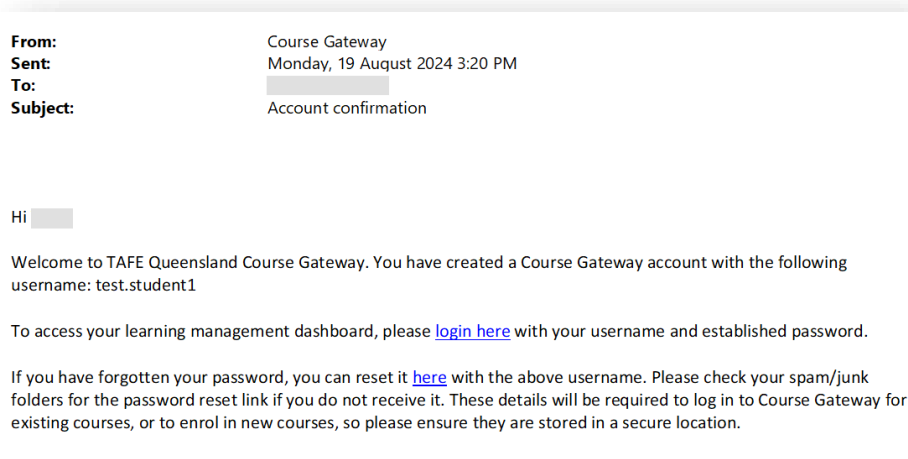 From: Course Gateway
Sent: Monday, 19 August 2024 3:20 PM
To:
Subject: Account confirmation
Hi
Welcome to TAFE Queensland Course Gateway. You have created a Course Gateway account with the following
username: test.student1
To access your learning management dashboard, please login here with your username and established password.
If you have forgotten your password, you can reset it here with the above username. Please check your spam/junk
folders for the password reset link if you do not receive it. These details will be required to log in to Course Gateway for
existing courses, or to enrol in new courses, so please ensure they are stored in a secure location.